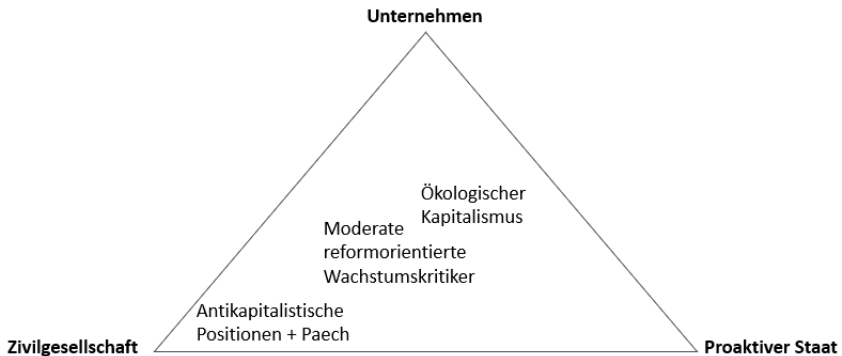 Unternehmen
Ökologischer
Kapitalismus
Moderate
reformorientierte
Wachstumskritiker
Antikapitalistische
Positionen + Paech
Zivilgesellschaft
Proaktiver Staat